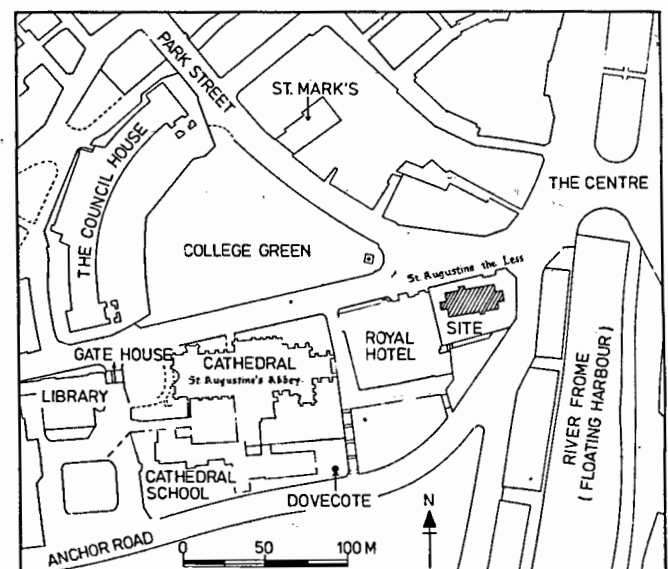 PARK STREET
ST. MARK'S
THE COUNCIL HOUSE
THE CENTRE
COLLEGE GREEN
St. Augustine the Less
SITE
ROYAL
HOTEL
GATE HOUSE
CATHEDRAL
St Augustine's Abbey.
LIBRARY
RIVER FROME
(FLOATING HARBOUR)
CATHEDRAL
SCHOOL
DOVECOTE
N
ANCHOR ROAD
0 50 100 M